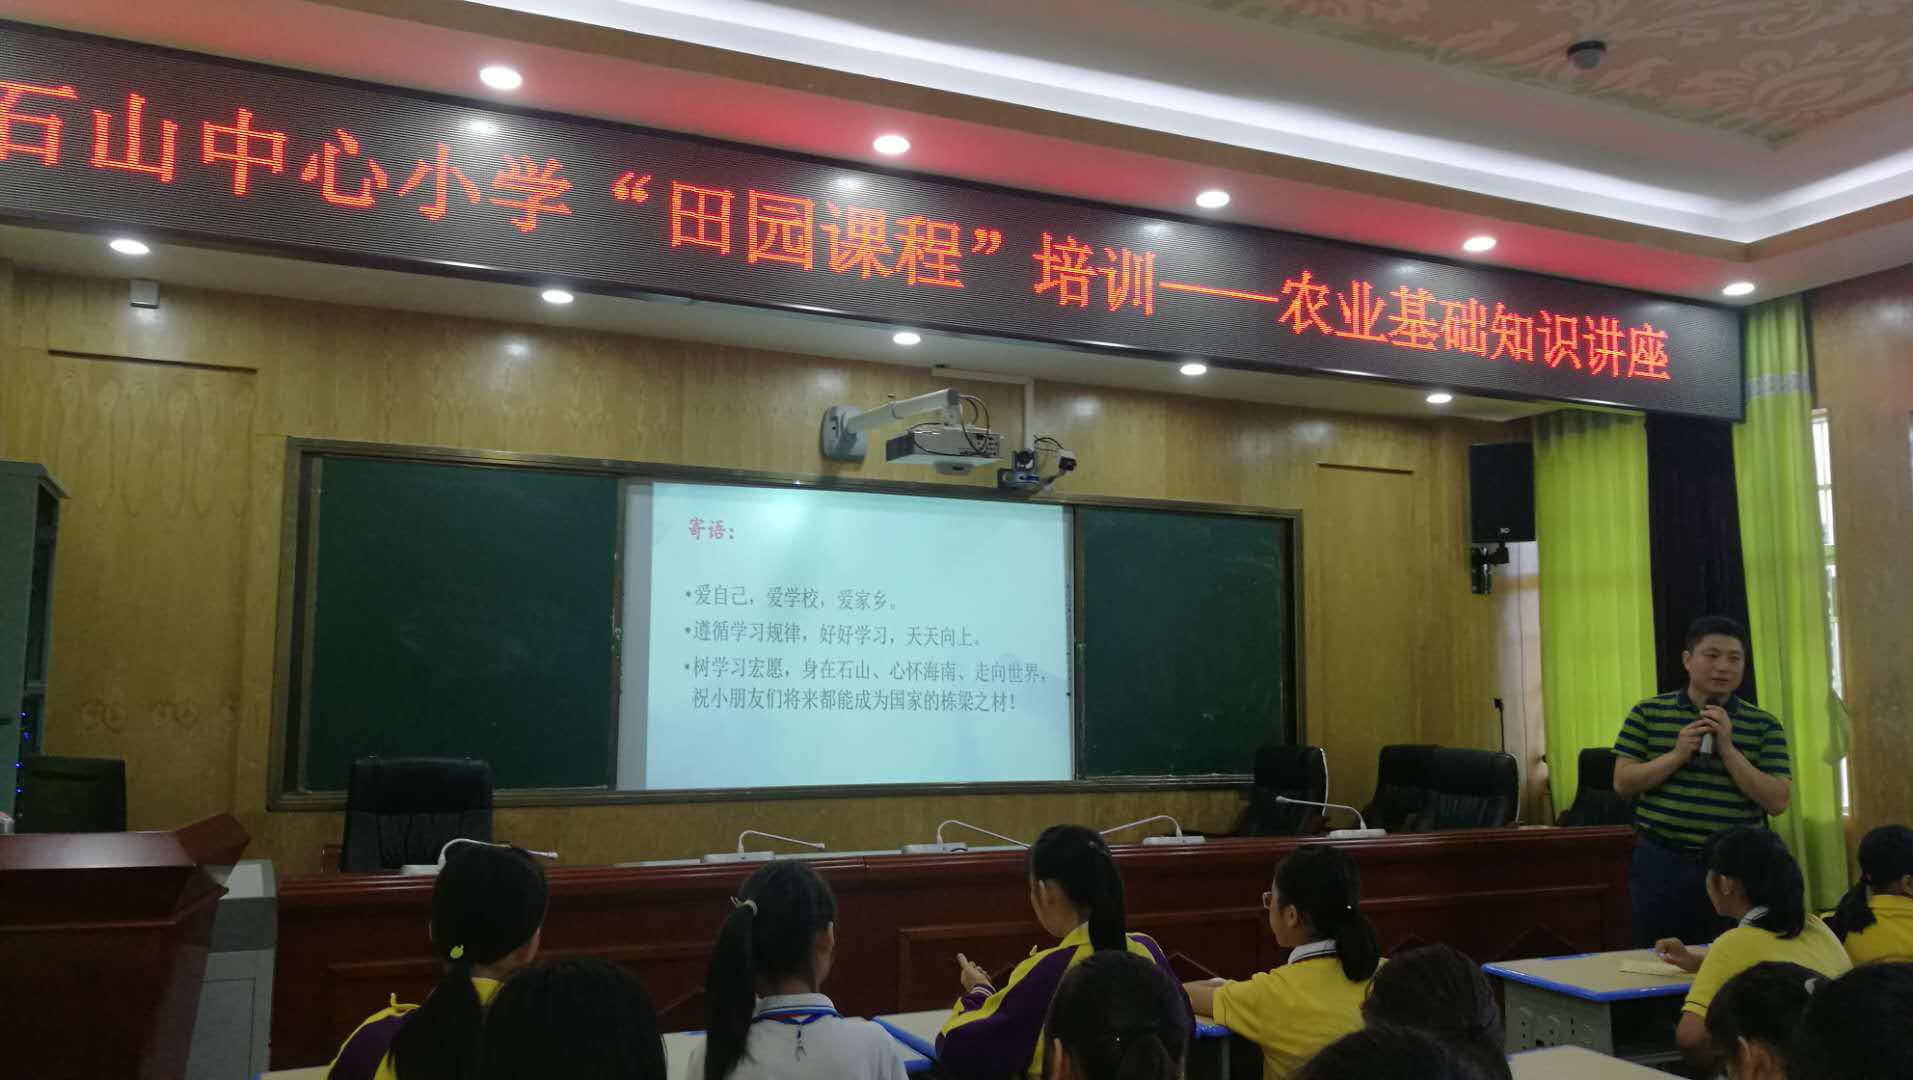 石山中心小学“田园课程”培训——农业基础知识讲座
寄语：
•爱自己，爱学校，爱家乡。
•遵循学习规律，好好学习，天天向上。
•树学习宏愿，身在石山、心怀海南、走向世界，
祝小朋友们将来都能成为国家的栋梁之材！